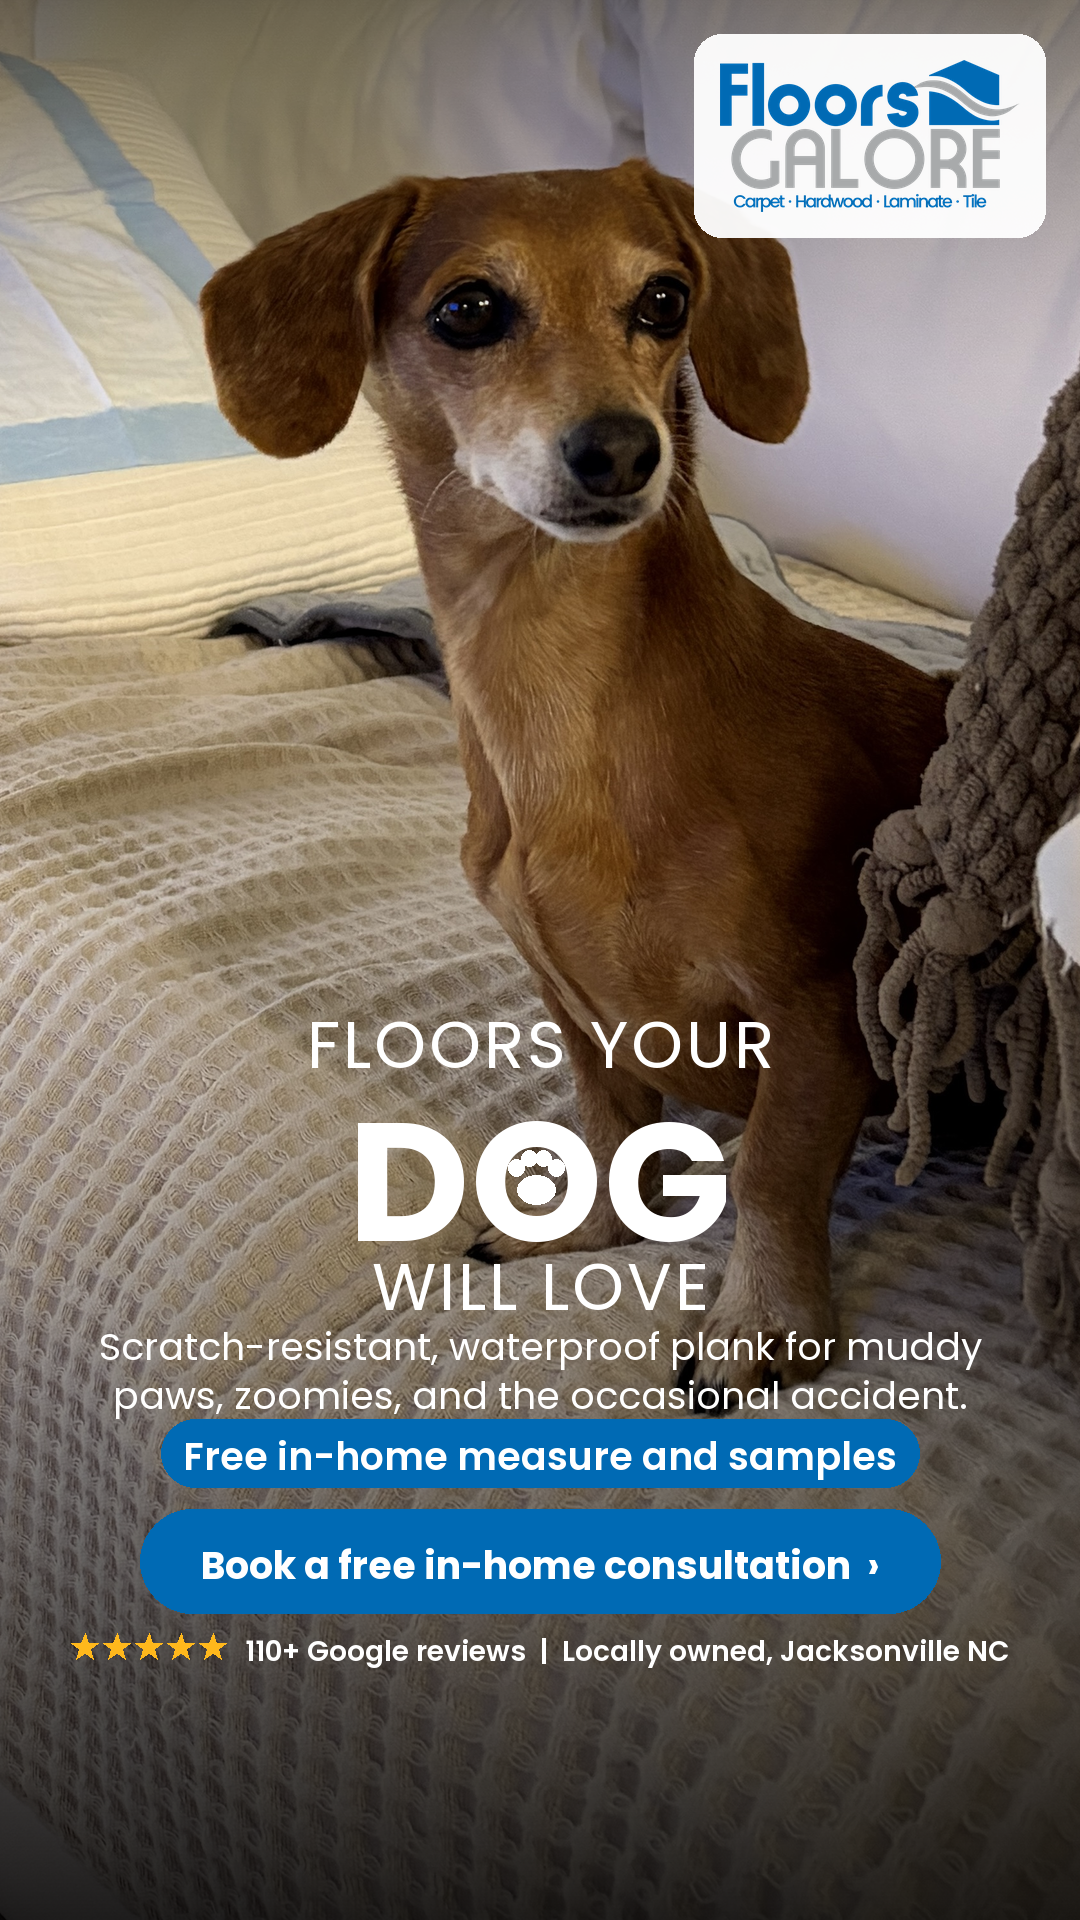 Floors
GALORE
Carpet · Hardwood · Laminate · Tile
FLOORS YOUR
DOG
WILL LOVE
Scratch-resistant, waterproof plank for muddy
paws, zoomies, and the occasional accident.
Free in-home measure and samples
Book a free in-home consultation ›
★★★★★ 110+ Google reviews | Locally owned, Jacksonville NC